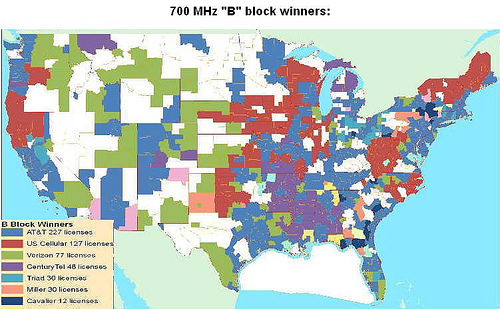 700 MHz "B" block winners:
B Block Winners
AT&T 227 licenses
US Cellular 127 licenses
Verizon 77 licenses
CenturyTel 46 licenses
Triad 30 licenses
Miller 30 licenses
Cavalier 12 licenses